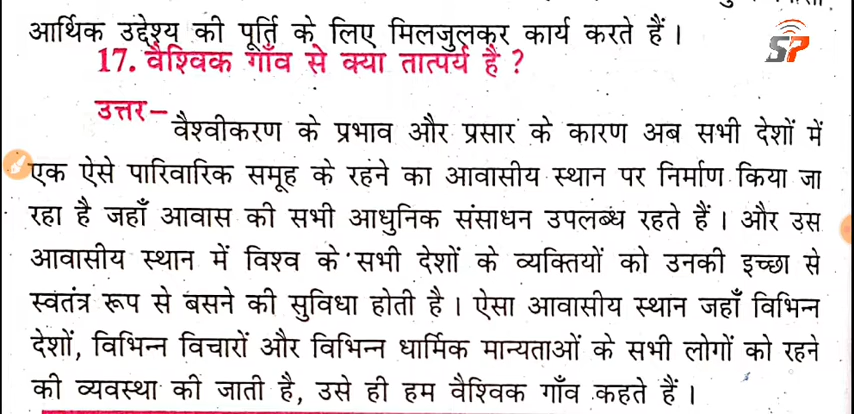 आर्थिक उद्देश्य की पूर्ति के लिए मिलजुलकर कार्य करते हैं ।
SP
17. वैश्विक गाँव से क्या तात्पर्य है ?
उत्तर–
वैश्वीकरण के प्रभाव और प्रसार के कारण अब सभी देशों में
एक ऐसे पारिवारिक समूह के रहने का आवासीय स्थान पर निर्माण किया जा
रहा है जहाँ आवास की सभी आधुनिक संसाधन उपलब्ध रहते हैं । और उस
आवासीय स्थान में विश्व के सभी देशों के व्यक्तियों को उनकी इच्छा से
स्वतंत्र रूप से बसने की सुविधा होती है । ऐसा आवासीय स्थान जहाँ विभिन्न
देशों, विभिन्न विचारों और विभिन्न धार्मिक मान्यताओं के सभी लोगों को रहने
की व्यवस्था की जाती है, उसे ही हम वैश्विक गाँव कहते हैं ।